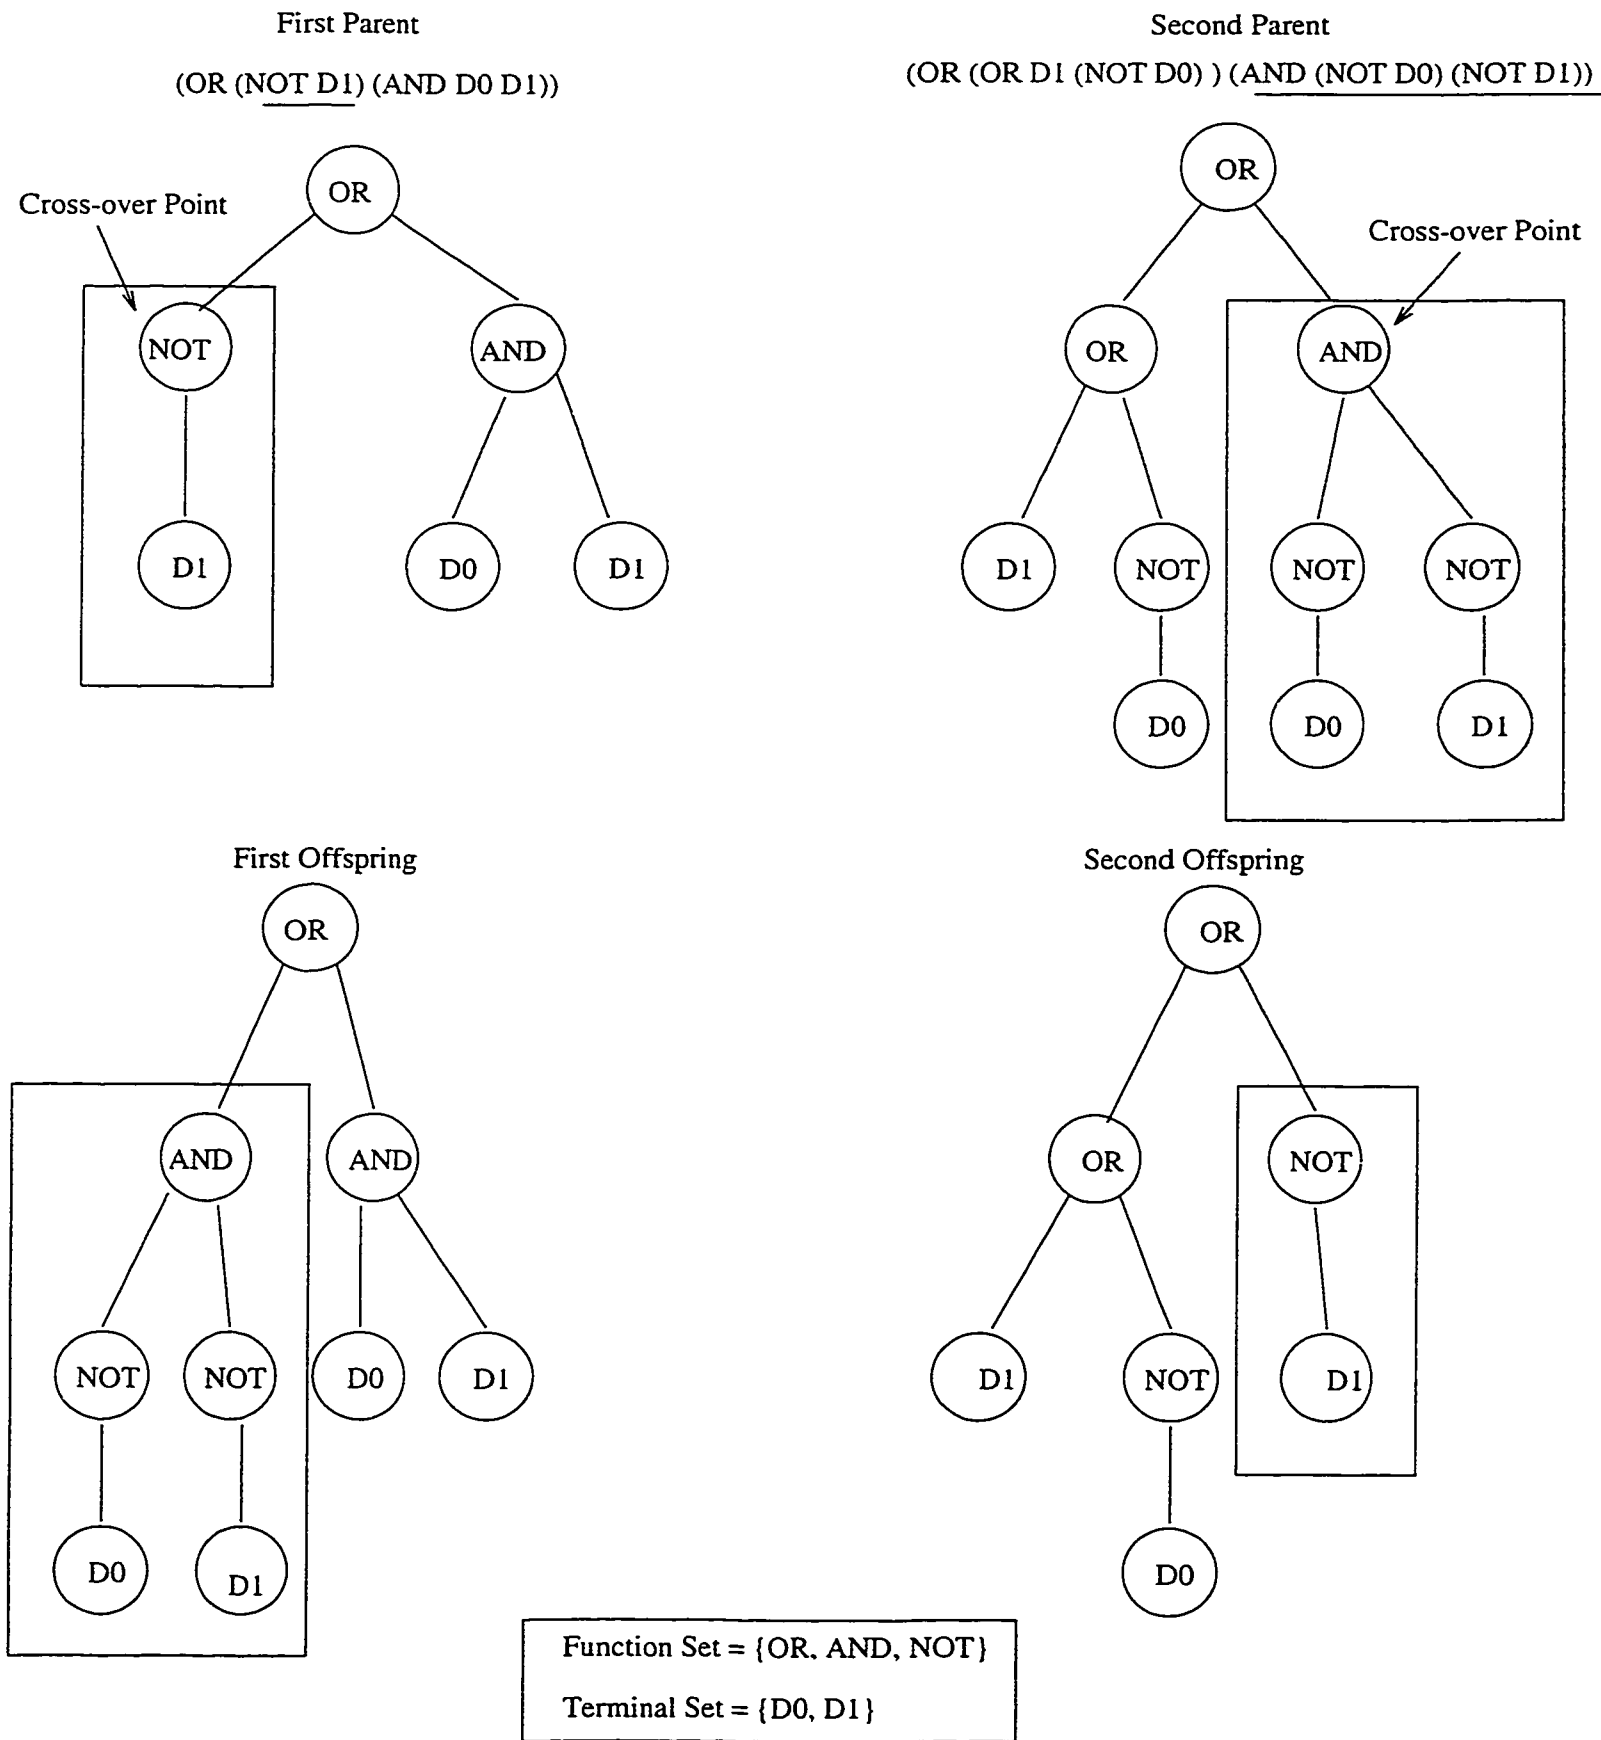 First Parent
Second Parent
(OR (NOT D1) (AND D0 D1))
(OR (OR D1 (NOT D0) ) (AND (NOT D0) (NOT D1))
OR
OR
Cross-over Point
Cross-over Point
NOT
AND
OR
AND
D1
D0
D1
D1
NOT
NOT
NOT
D0
D0
D1
First Offspring
Second Offspring
OR
OR
AND
AND
OR
NOT
NOT
NOT
D0
D1
D1
NOT
D1
D0
D1
D0
Function Set = {OR, AND, NOT}
Terminal Set = {D0, D1}